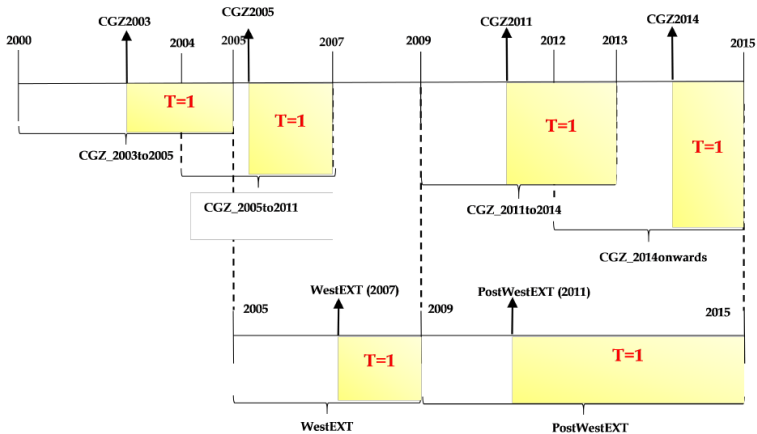 CGZ2003
CGZ2005
CGZ2011
CGZ2014
2000
2004
2005
2007
2009
2012
2013
2015
T=1
T=1
T=1
T=1
CGZ_2003to2005
CGZ_2005to2011
CGZ_2011to2014
CGZ_2014onwards
WestEXT (2007)
PostWestEXT (2011)
2005
2009
2015
T=1
T=1
WestEXT
PostWestEXT